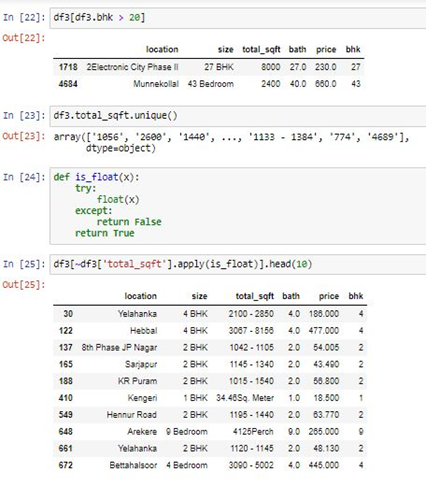 In [22]: df3[df3.bhk > 20]
Out[22]:
location size total_sqft bath price bhk
1718 2Electronic City Phase II 27 BHK 8000 27.0 230.0 27
4684 Munnekollal 43 Bedroom 2400 40.0 660.0 43
In [23]: df3.total_sqft.unique()
Out[23]: array(['1056', '2600', '1440', ..., '1133 - 1384', '774', '4689'],
dtype=object)
In [24]: def is_float(x):
try:
float(x)
except:
return False
return True
In [25]: df3[~df3['total_sqft'].apply(is_float)].head(10)
Out[25]:
location size total_sqft bath price bhk
30 Yelahanka 4 BHK 2100 - 2850 4.0 186.000 4
122 Hebbal 4 BHK 3067 - 8156 4.0 477.000 4
137 8th Phase JP Nagar 2 BHK 1042 - 1105 2.0 54.005 2
165 Sarjapur 2 BHK 1145 - 1340 2.0 43.490 2
188 KR Puram 2 BHK 1015 - 1540 2.0 56.800 2
410 Kengeri 1 BHK 34.46Sq. Meter 1.0 18.500 1
549 Hennur Road 2 BHK 1195 - 1440 2.0 63.770 2
648 Arekere 9 Bedroom 4125Perch 9.0 265.000 9
661 Yelahanka 2 BHK 1120 - 1145 2.0 48.130 2
672 Bettahalsoor 4 Bedroom 3090 - 5002 4.0 445.000 4